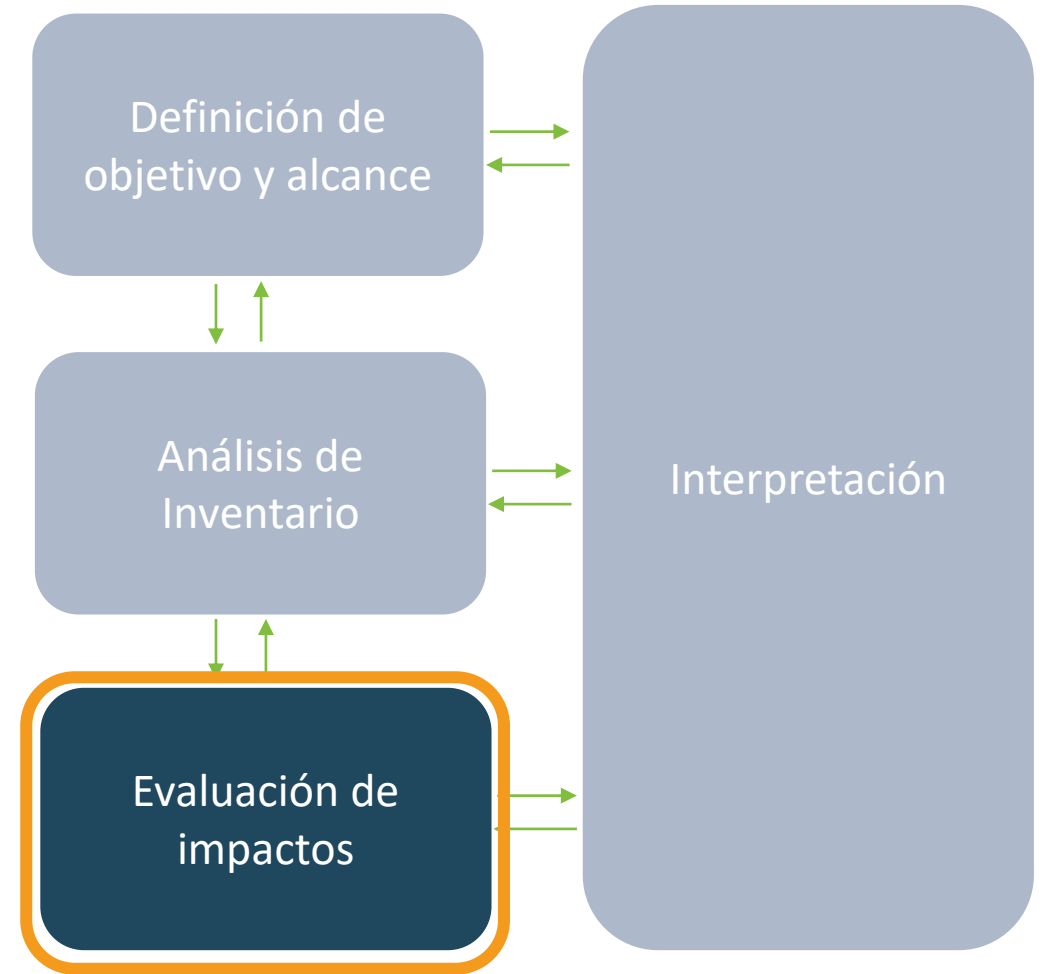 Definición de
objetivo y alcance
Análisis de
Inventario
Interpretación
Evaluación de
impactos